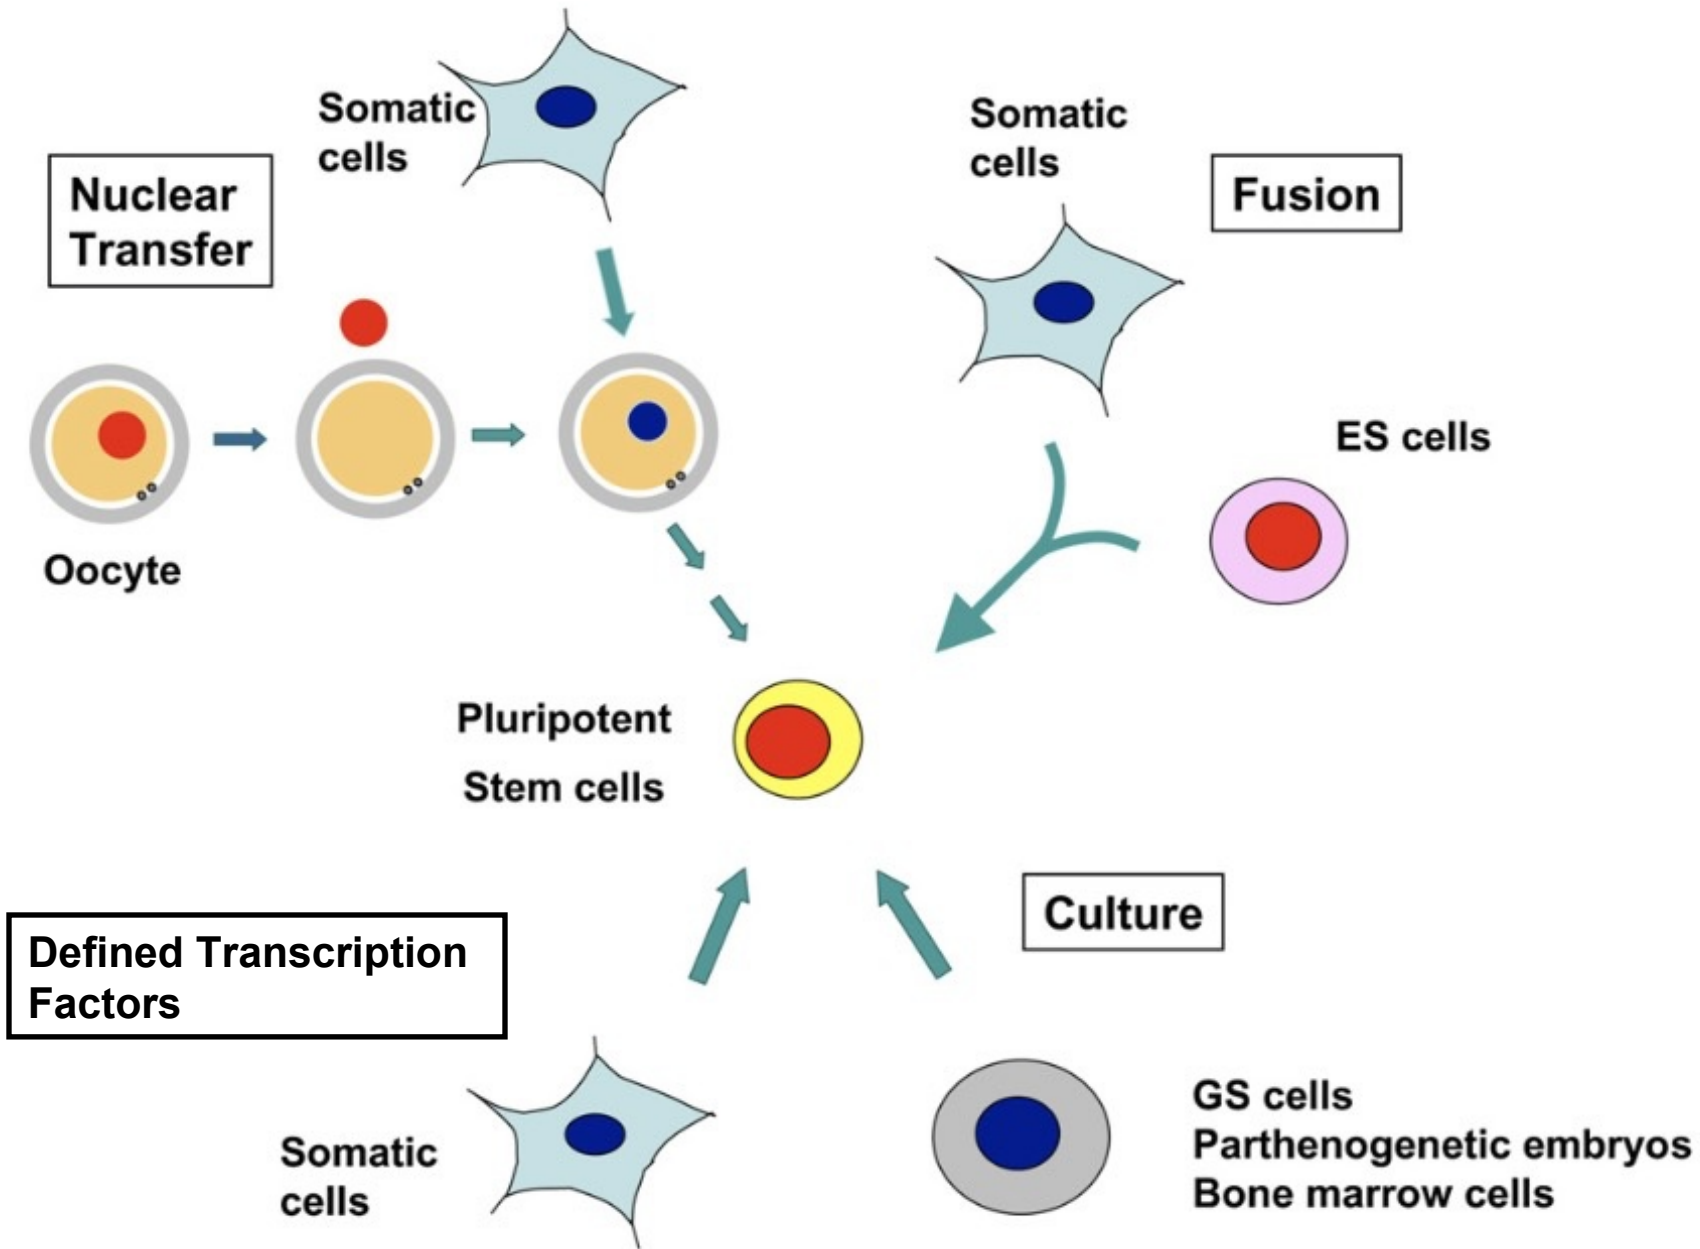 Somatic
cells
Nuclear
Transfer
Oocyte
Somatic
cells
Fusion
ES cells
Pluripotent
Stem cells
Defined Transcription
Factors
Somatic
cells
Culture
GS cells
Parthenogenetic embryos
Bone marrow cells